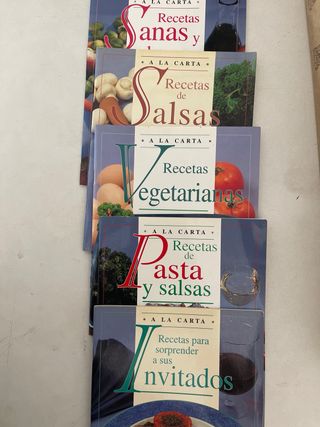 A LA CARTA
Recetas
Sanas y
A LA CARTA
Recetas
de
Salsas
A LA CARTA
Recetas
Vegetarianas
A LA CARTA
Recetas
de
Pasta
y salsas
A LA CARTA
Recetas para
sorprender
a sus
Invitados